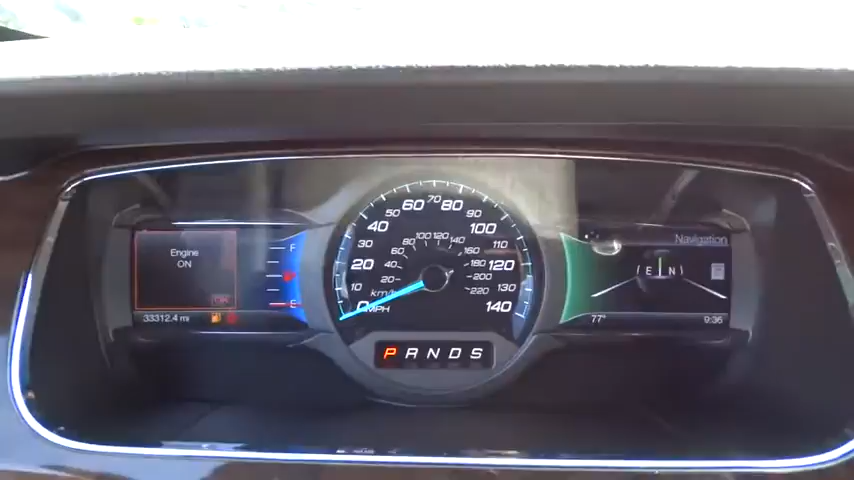 Engine
ON
OK
33312.4 mi
F
E
0 10 20 30 40 50 60 70 80 90 100 110 120 130 140
20 40 60 80 100 120 140 160 180 200 220
km/h
MPH
P R N D S
Navigation
E N
77°
9:36